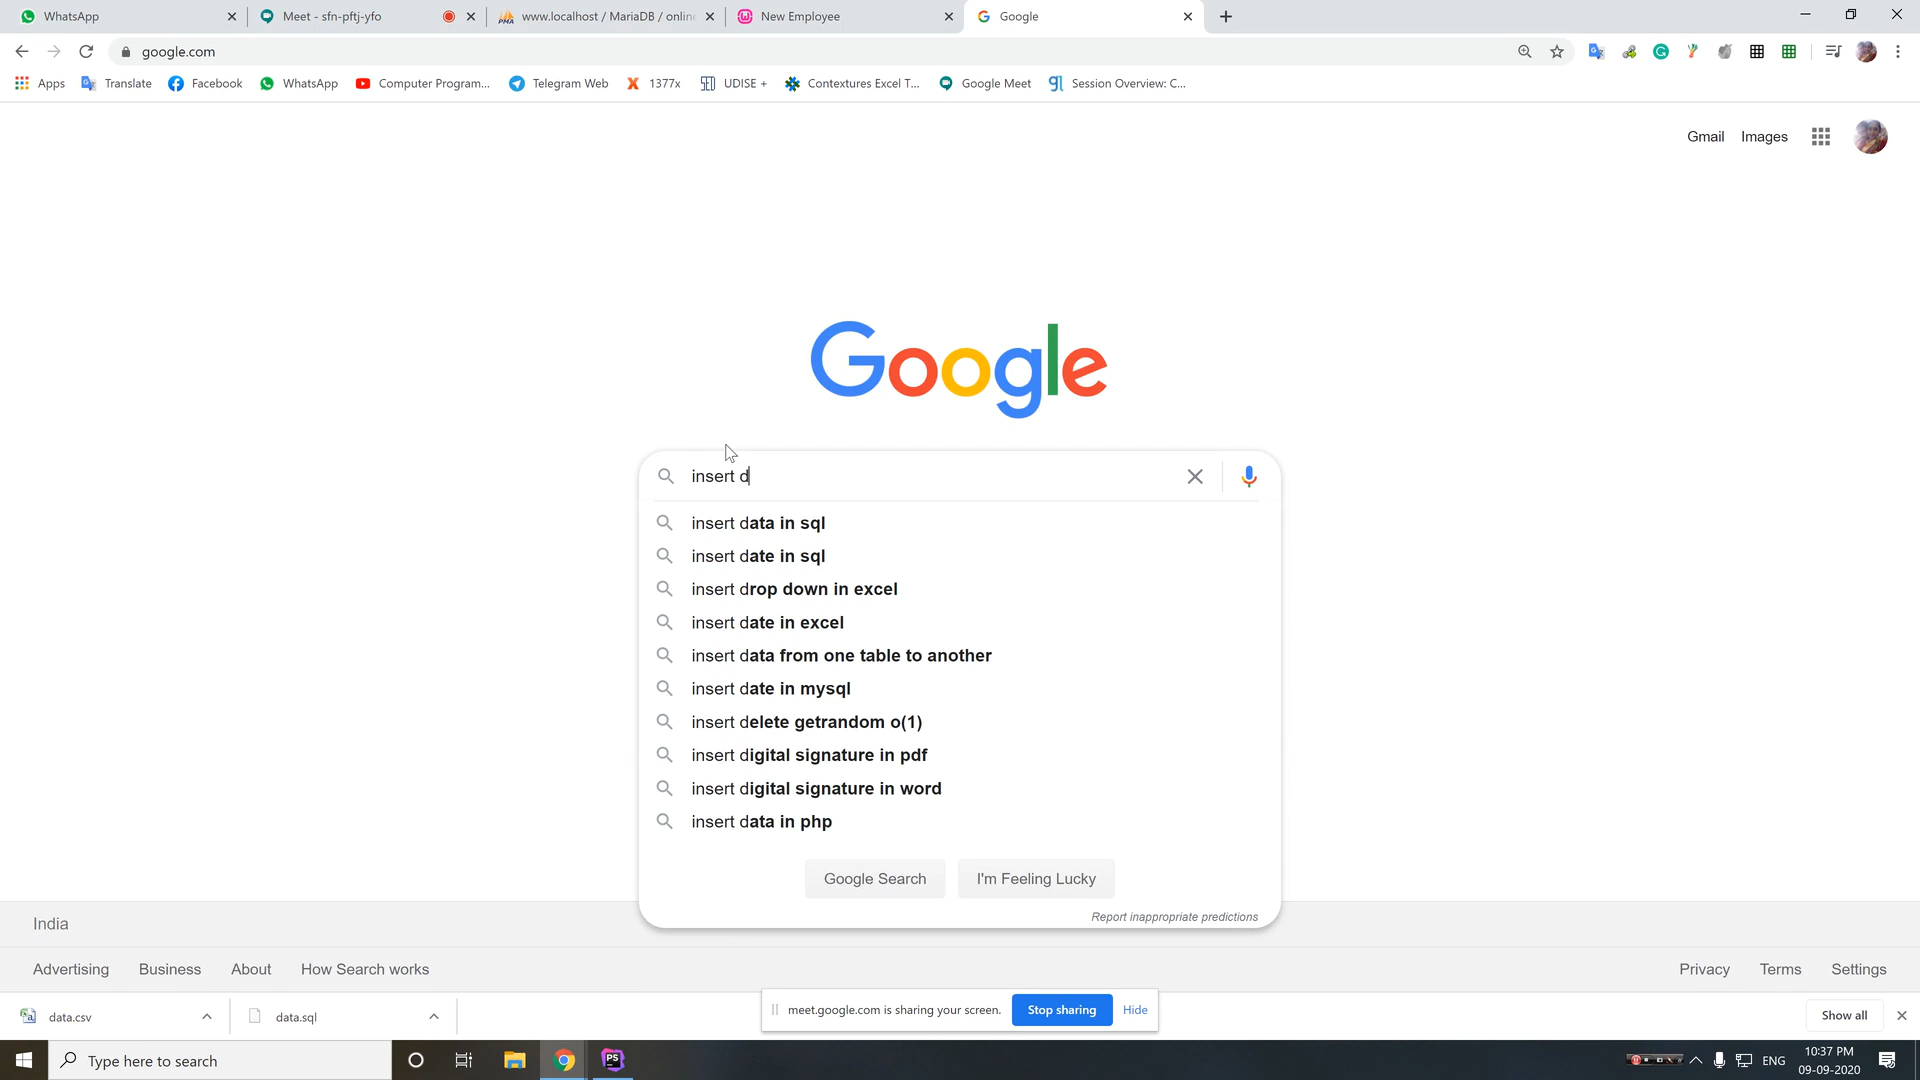 WhatsApp
Meet - sfn-pftj-yfo
www.localhost / MariaDB / onlin
New Employee
Google
google.com
Apps
Translate
Facebook
WhatsApp
Computer Program...
Telegram Web
1377x
UDISE +
Contextures Excel T...
Google Meet
Session Overview: C...
Gmail
Images
Google
insert d
insert data in sql
insert date in sql
insert drop down in excel
insert date in excel
insert data from one table to another
insert date in mysql
insert delete getrandom o(1)
insert digital signature in pdf
insert digital signature in word
insert data in php
Google Search
I'm Feeling Lucky
Report inappropriate predictions
India
Advertising
Business
About
How Search works
Privacy
Terms
Settings
data.csv
data.sql
meet.google.com is sharing your screen.
Stop sharing
Hide
Show all
Type here to search
PS
ENG
10:37 PM
09-09-2020